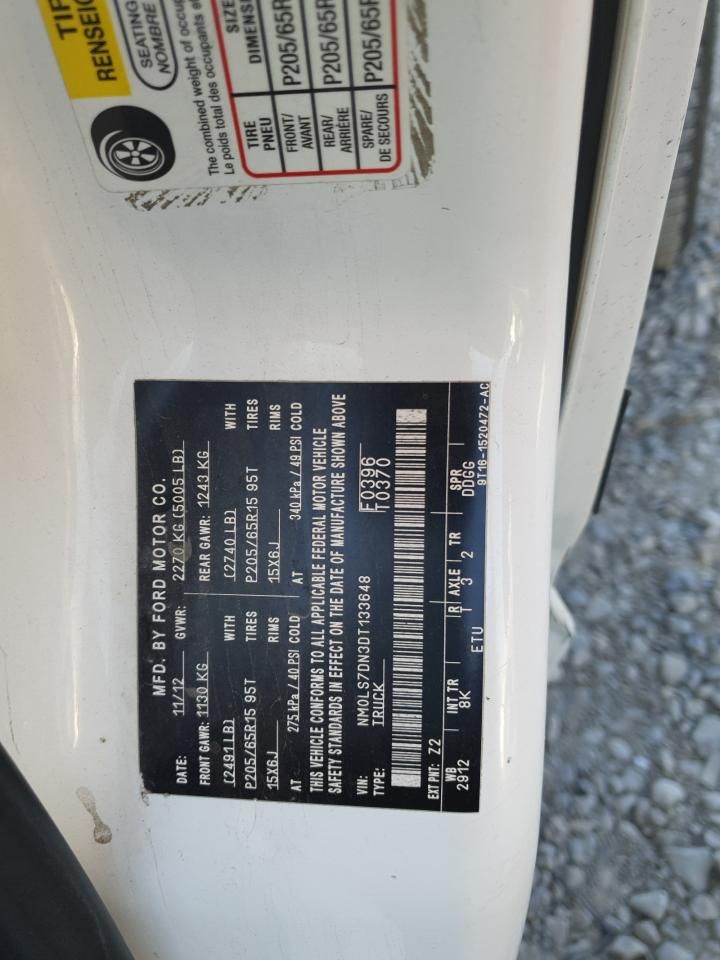 TIR
RENSEIG
SEATING
NOMBRE
The combined weight of occup
Le poids total des occupants et
TIRE
PNEU
SIZE
DIMENS
FRONT/
AVANT
P205/65R
REAR/
ARRIÈRE
P205/65R
SPARE/
DE SECOURS
P205/65R
MFD. BY FORD MOTOR CO.
DATE: 11/12 GVWR: 2270 KG (5005 LB)
FRONT GAWR: 1130 KG REAR GAWR: 1243 KG
(2491 LB) WITH (2740 LB) WITH
P205/65R15 95T TIRES P205/65R15 95T TIRES
15X6J RIMS 15X6J RIMS
AT 275 kPa / 40 PSI COLD AT 340 kPa / 49 PSI COLD
THIS VEHICLE CONFORMS TO ALL APPLICABLE FEDERAL MOTOR VEHICLE
SAFETY STANDARDS IN EFFECT ON THE DATE OF MANUFACTURE SHOWN ABOVE
VIN: NM0LS7DN3DT133648 F0396
TYPE: TRUCK T0370
EXT PNT: Z2
WB INT TR R AXLE TR SPR
2912 8K T 3 2 DDGG
ETU 9T16-1520472-AC